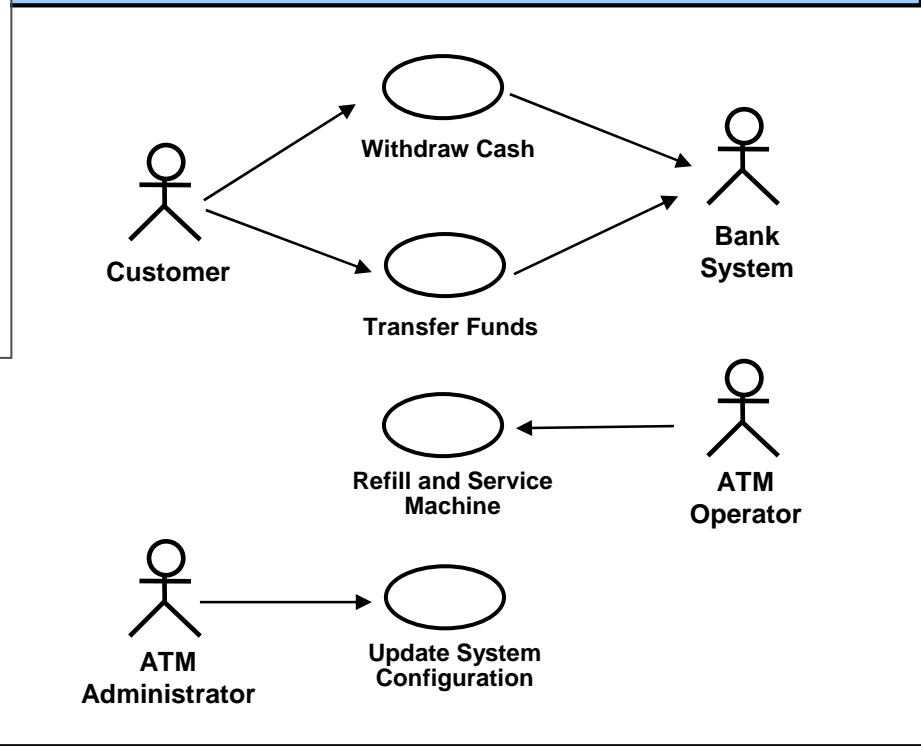 Withdraw Cash
Customer
Bank
System
Transfer Funds
Refill and Service
Machine
ATM
Operator
ATM
Administrator
Update System
Configuration